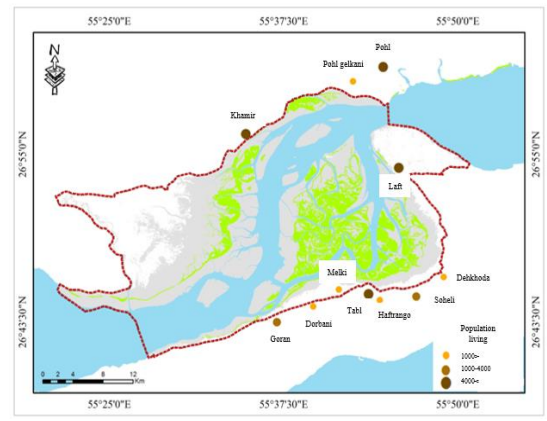 55°25'0"E 55°37'30"E 55°50'0"E
N
Pohl
Pohl gelkani
Khamir
26°55'0"N 26°55'0"N
Laft
Melki
Dehkhoda
26°43'30"N 26°43'30"N
Tabl
Haftrango
Soheli
Dorbani
Goran
Population
living
1000>
1000-4000
4000<
0 2 4 8 12
Km
55°25'0"E 55°37'30"E 55°50'0"E